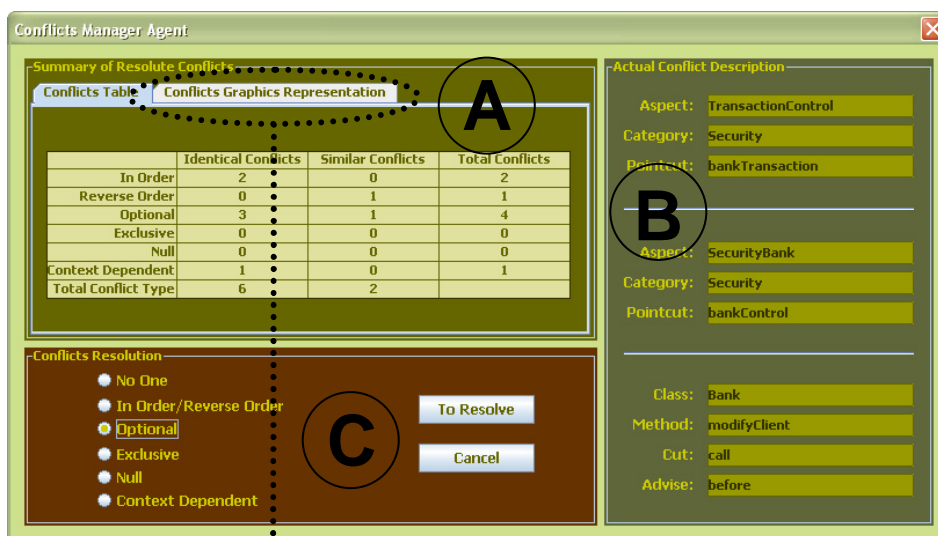 Conflicts Manager Agent
Summary of Resolute Conflicts
Conflicts Table Conflicts Graphics Representation
A
Identical Conflicts Similar Conflicts Total Conflicts
In Order 2 0 2
Reverse Order 0 1 1
Optional 3 1 4
Exclusive 0 0 0
Null 0 0 0
Context Dependent 1 0 1
Total Conflict Type 6 2
Conflicts Resolution
No One
In Order/Reverse Order
Optional
Exclusive
Null
Context Dependent
To Resolve
Cancel
C
Actual Conflict Description
Aspect: TransactionControl
Category: Security
Pointcut: bankTransaction
B
Aspect: SecurityBank
Category: Security
Pointcut: bankControl
Class: Bank
Method: modifyClient
Cut: call
Advise: before